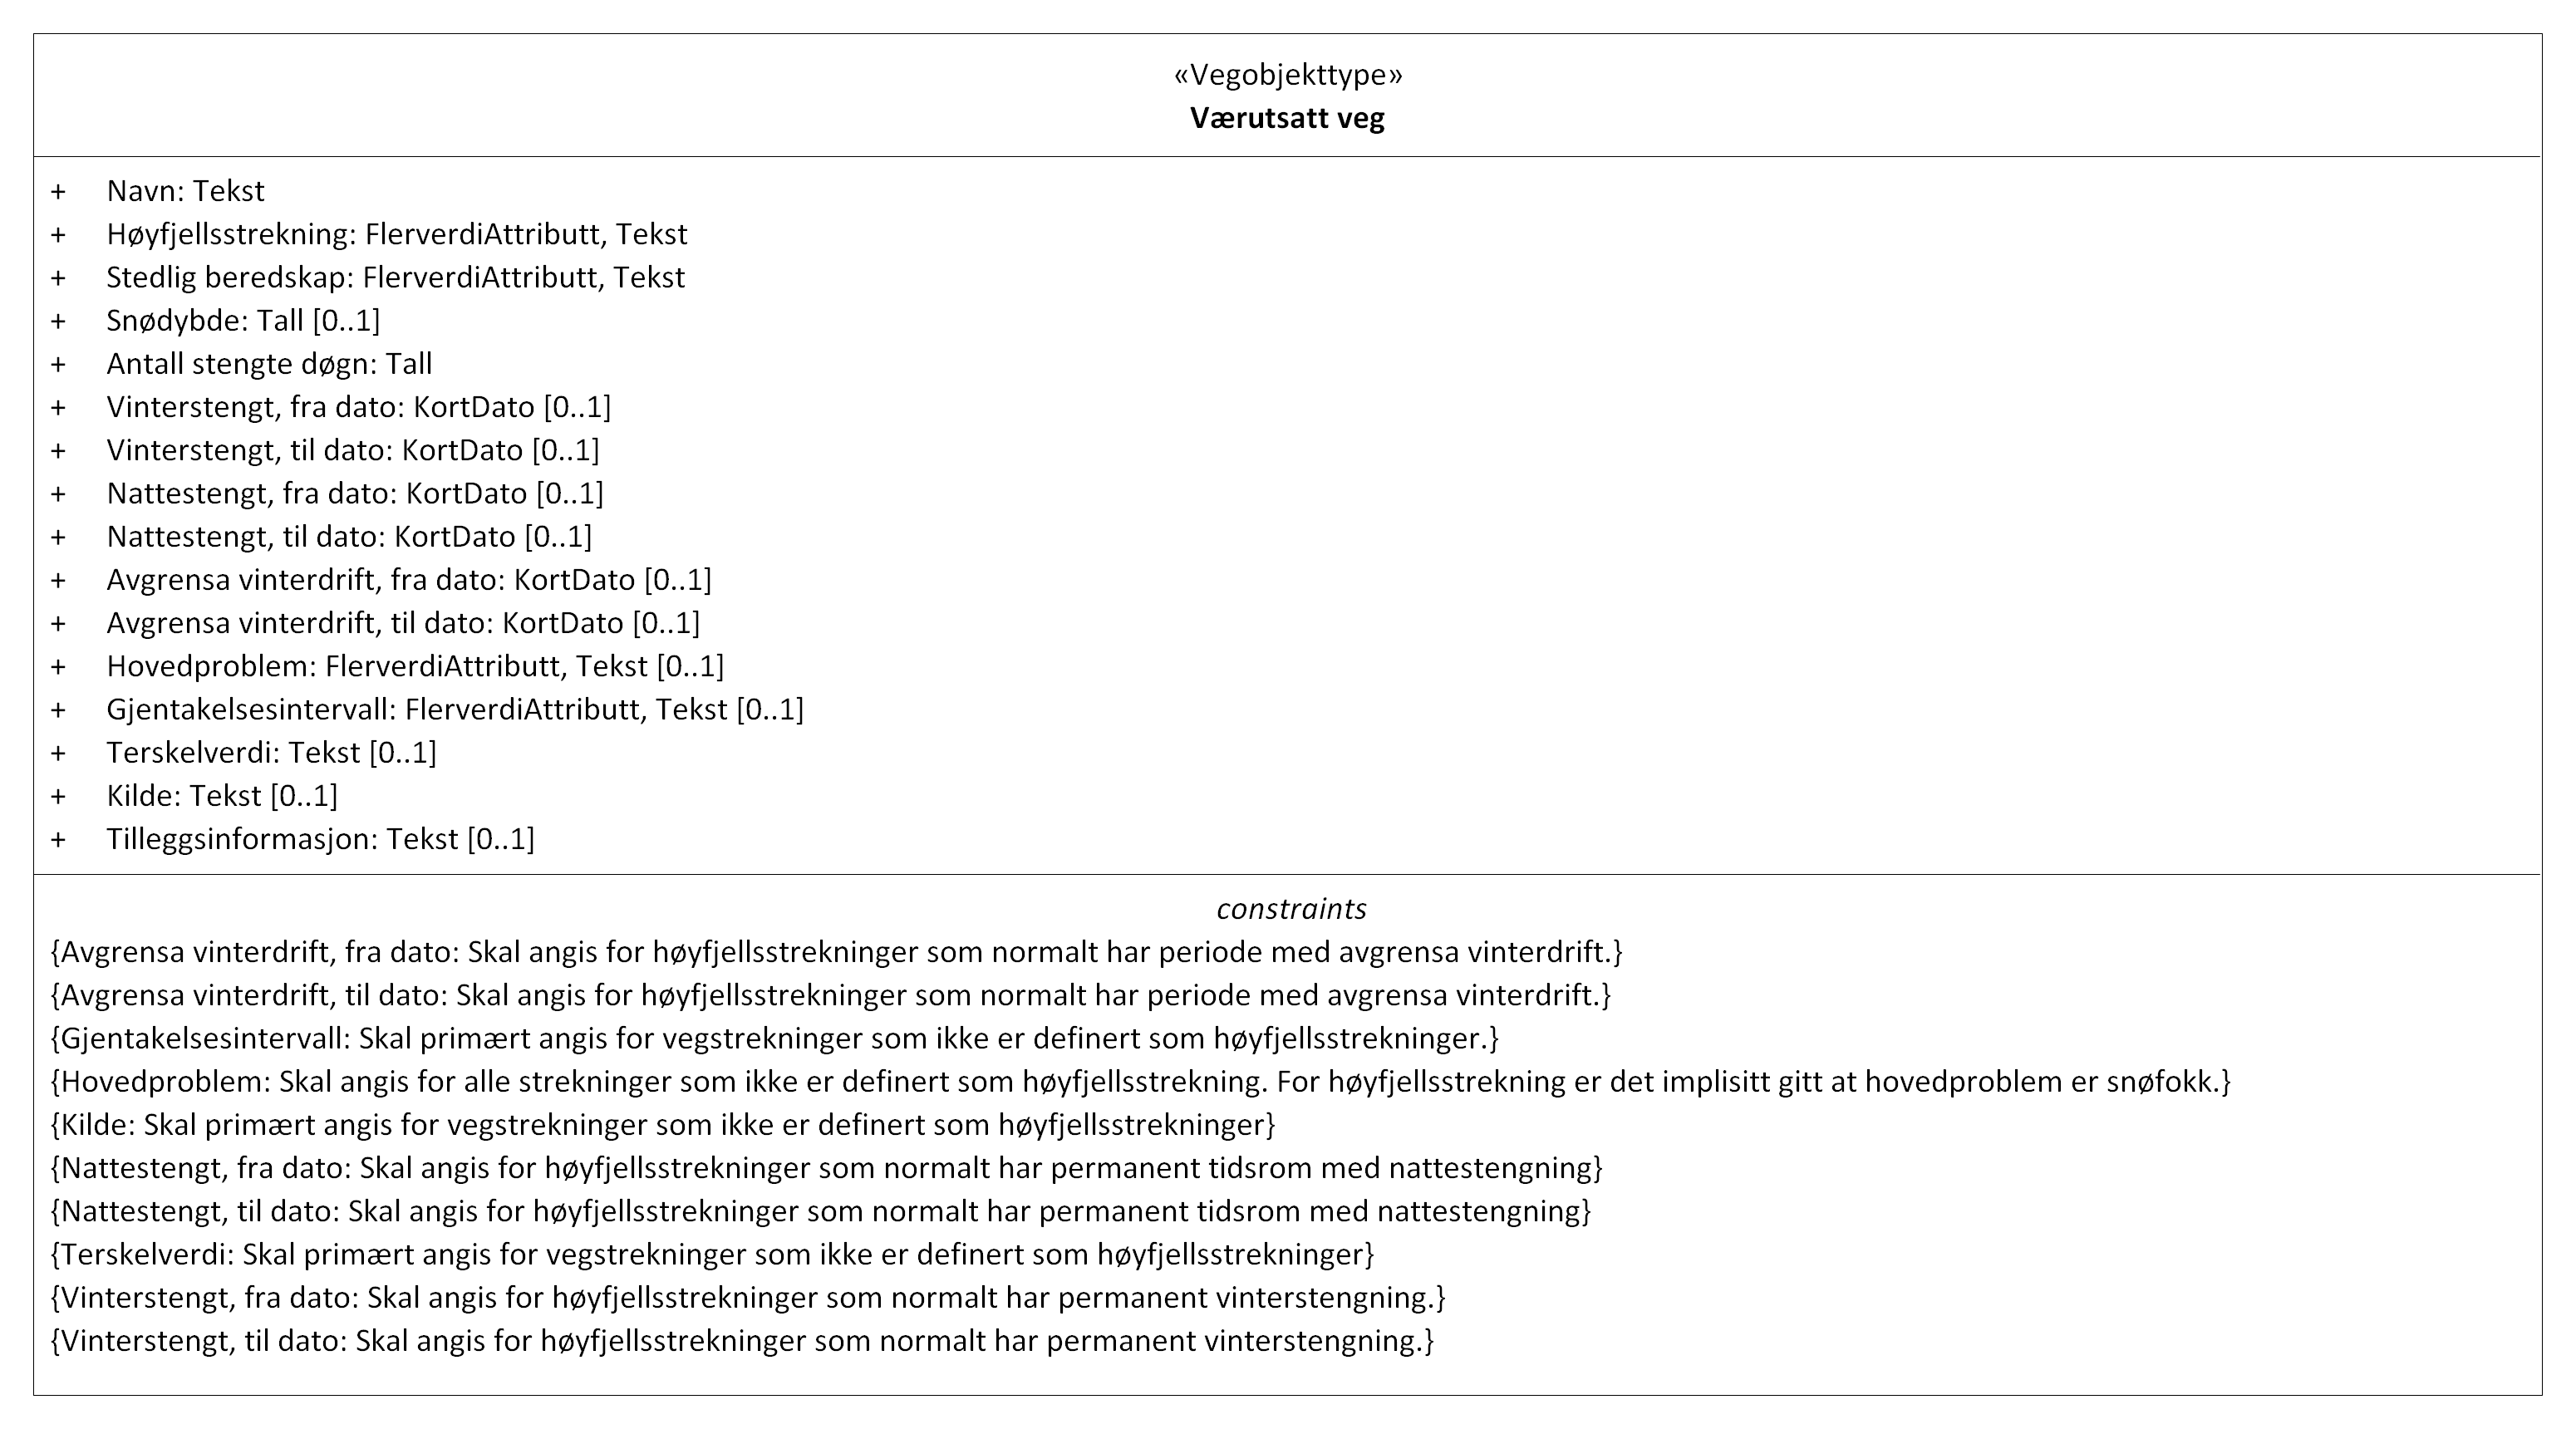 «Vegobjekttype»
Værutsatt veg
+ Navn: Tekst
+ Høyfjellsstrekning: FlerverdiAttributt, Tekst
+ Stedlig beredskap: FlerverdiAttributt, Tekst
+ Snødybde: Tall [0..1]
+ Antall stengte døgn: Tall
+ Vinterstengt, fra dato: KortDato [0..1]
+ Vinterstengt, til dato: KortDato [0..1]
+ Nattestengt, fra dato: KortDato [0..1]
+ Nattestengt, til dato: KortDato [0..1]
+ Avgrensa vinterdrift, fra dato: KortDato [0..1]
+ Avgrensa vinterdrift, til dato: KortDato [0..1]
+ Hovedproblem: FlerverdiAttributt, Tekst [0..1]
+ Gjentakelsesintervall: FlerverdiAttributt, Tekst [0..1]
+ Terskelverdi: Tekst [0..1]
+ Kilde: Tekst [0..1]
+ Tilleggsinformasjon: Tekst [0..1]
constraints
{Avgrensa vinterdrift, fra dato: Skal angis for høyfjellsstrekninger som normalt har periode med avgrensa vinterdrift.}
{Avgrensa vinterdrift, til dato: Skal angis for høyfjellsstrekninger som normalt har periode med avgrensa vinterdrift.}
{Gjentakelsesintervall: Skal primært angis for vegstrekninger som ikke er definert som høyfjellsstrekninger.}
{Hovedproblem: Skal angis for alle strekninger som ikke er definert som høyfjellsstrekning. For høyfjellsstrekning er det implisitt gitt at hovedproblem er snøfokk.}
{Kilde: Skal primært angis for vegstrekninger som ikke er definert som høyfjellsstrekninger}
{Nattestengt, fra dato: Skal angis for høyfjellsstrekninger som normalt har permanent tidsrom med nattestengning}
{Nattestengt, til dato: Skal angis for høyfjellsstrekninger som normalt har permanent tidsrom med nattestengning}
{Terskelverdi: Skal primært angis for vegstrekninger som ikke er definert som høyfjellsstrekninger}
{Vinterstengt, fra dato: Skal angis for høyfjellsstrekninger som normalt har permanent vinterstengning.}
{Vinterstengt, til dato: Skal angis for høyfjellsstrekninger som normalt har permanent vinterstengning.}